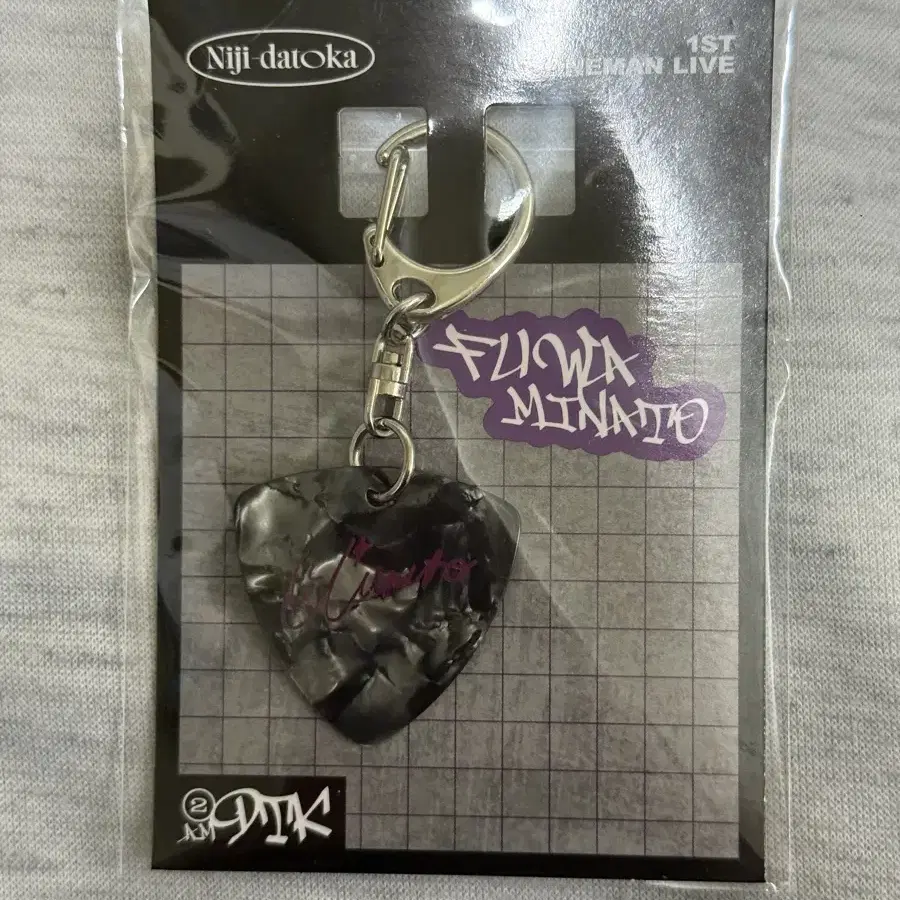 Niji-datoka
1ST
ONEMAN LIVE
FUWA
MINATO
Minato
2
AM DTK